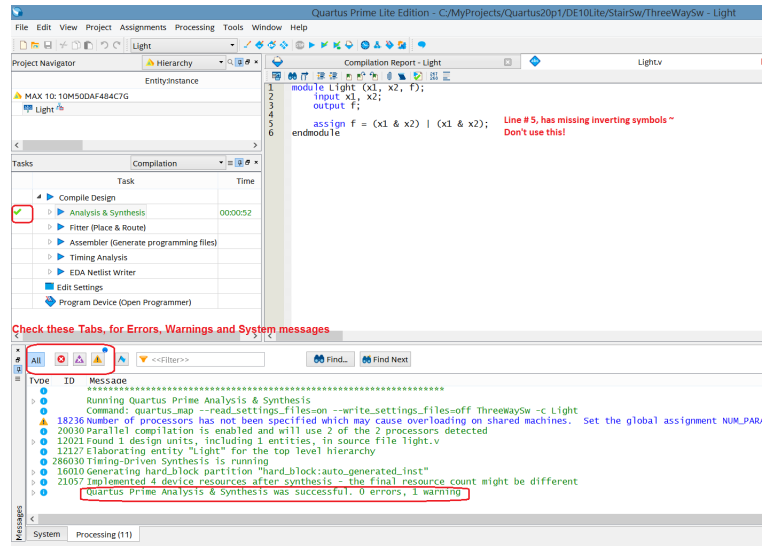 Quartus Prime Lite Edition - C:/MyProjects/Quartus20p1/DE10Lite/StairSw/ThreeWaySw - Light
File Edit View Project Assignments Processing Tools Window Help
Light
Project Navigator Hierarchy
Compilation Report - Light
Light.v
Entity:Instance
MAX 10: 10M50DAF484C7G
Light
1 module Light (x1, x2, f);
2 input x1, x2;
3 output f;
4
5 assign f = (x1 & x2) | (x1 & x2);
6 endmodule
Line # 5, has missing inverting symbols ~
Don't use this!
Tasks Compilation
Task Time
Compile Design
Analysis & Synthesis 00:00:52
Fitter (Place & Route)
Assembler (Generate programming files)
Timing Analysis
EDA Netlist Writer
Edit Settings
Program Device (Open Programmer)
Check these Tabs, for Errors, Warnings and System messages
All <<Filter>> Find... Find Next
Type ID Message
*******************************************************************
Running Quartus Prime Analysis & Synthesis
Command: quartus_map --read_settings_files=on --write_settings_files=off ThreeWaySw -c Light
18236 Number of processors has not been specified which may cause overloading on shared machines. Set the global assignment NUM_PARA
20030 Parallel compilation is enabled and will use 2 of the 2 processors detected
12021 Found 1 design units, including 1 entities, in source file light.v
12127 Elaborating entity "Light" for the top level hierarchy
286030 Timing-Driven Synthesis is running
16010 Generating hard_block partition "hard_block:auto_generated_inst"
21057 Implemented 4 device resources after synthesis - the final resource count might be different
Quartus Prime Analysis & Synthesis was successful. 0 errors, 1 warning
Messages
System Processing (11)